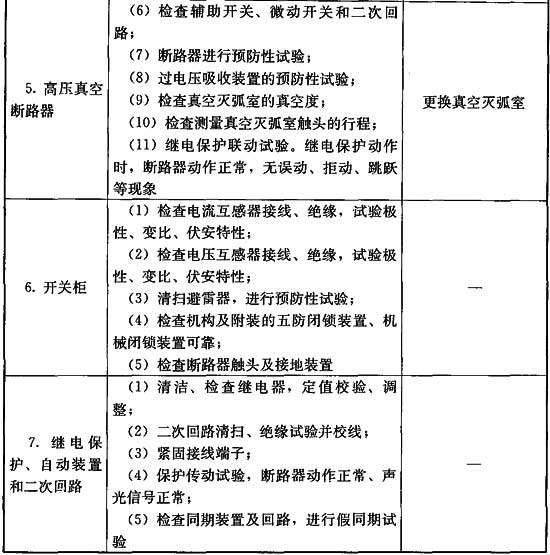 5. 高压真空
断路器
(6) 检查辅助开关、微动开关和二次回
路;
(7) 断路器进行预防性试验;
(8) 过电压吸收装置的预防性试验;
(9) 检查真空灭弧室的真空度;
(10) 检查测量真空灭弧室触头的行程;
(11) 继电保护联动试验。继电保护动作
时，断路器动作正常，无误动、拒动、跳跃
等现象
更换真空灭弧室
6. 开关柜
(1) 检查电流互感器接线、绝缘，试验极
性、变比、伏安特性;
(2) 检查电压互感器接线、绝缘，试验极
性、变比、伏安特性;
(3) 清扫避雷器，进行预防性试验;
(4) 检查机构及附装的五防闭锁装置、机
械闭锁装置可靠;
(5) 检查断路器触头及接地装置
—
7. 继电保
护、自动装置
和二次回路
(1) 清洁、检查继电器，定值校验、调
整;
(2) 二次回路清扫、绝缘试验并校线;
(3) 紧固接线端子;
(4) 保护传动试验，断路器动作正常、声
光信号正常;
(5) 检查同期装置及回路，进行假同期试
验
—